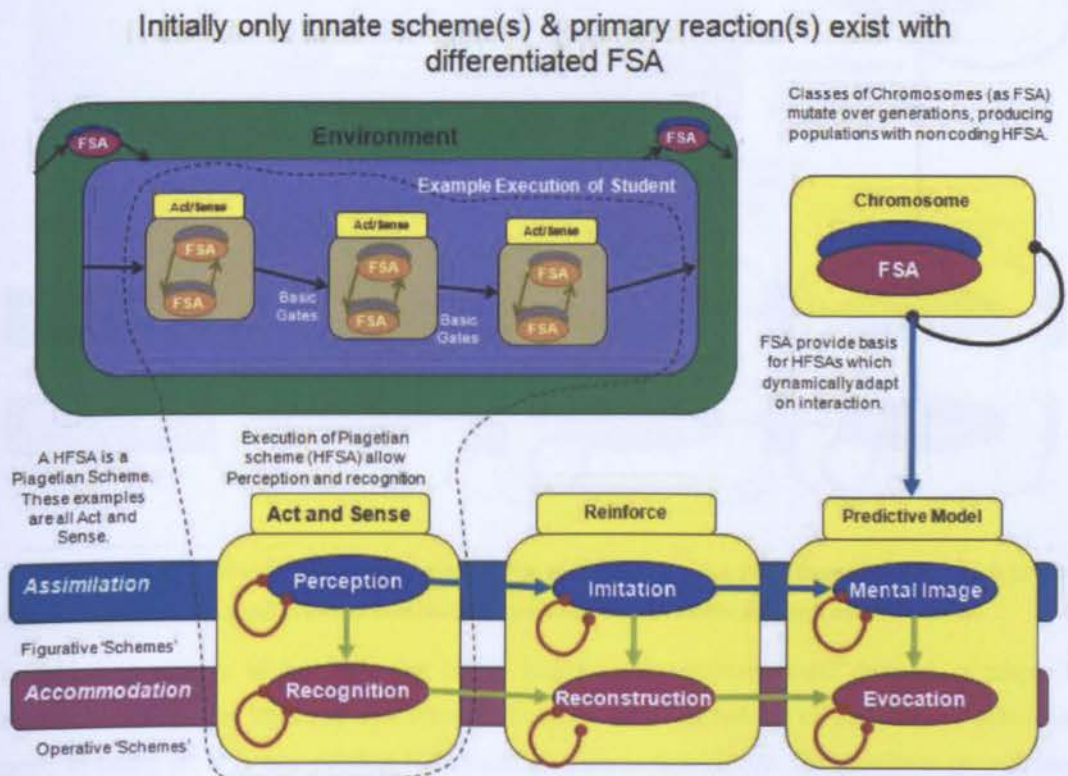 Initially only innate scheme(s) & primary reaction(s) exist with
differentiated FSA
Classes of Chromosomes (as FSA)
mutate over generations, producing
populations with non coding HFSA.
Environment
FSA
FSA
Example Execution of Student
Act/Sense
FSA
FSA
Basic
Gates
Act/Sense
FSA
FSA
Basic
Gates
Act/Sense
FSA
FSA
Chromosome
FSA
FSA provide basis
for HFSAs which
dynamically adapt
on interaction.
A HFSA is a
Piagetian Scheme.
These examples
are all Act and
Sense.
Execution of Piagetian
scheme (HFSA) allow
Perception and recognition
Act and Sense
Reinforce
Predictive Model
Assimilation
Perception
Imitation
Mental Image
Figurative 'Schemes'
Accommodation
Recognition
Reconstruction
Evocation
Operative 'Schemes'